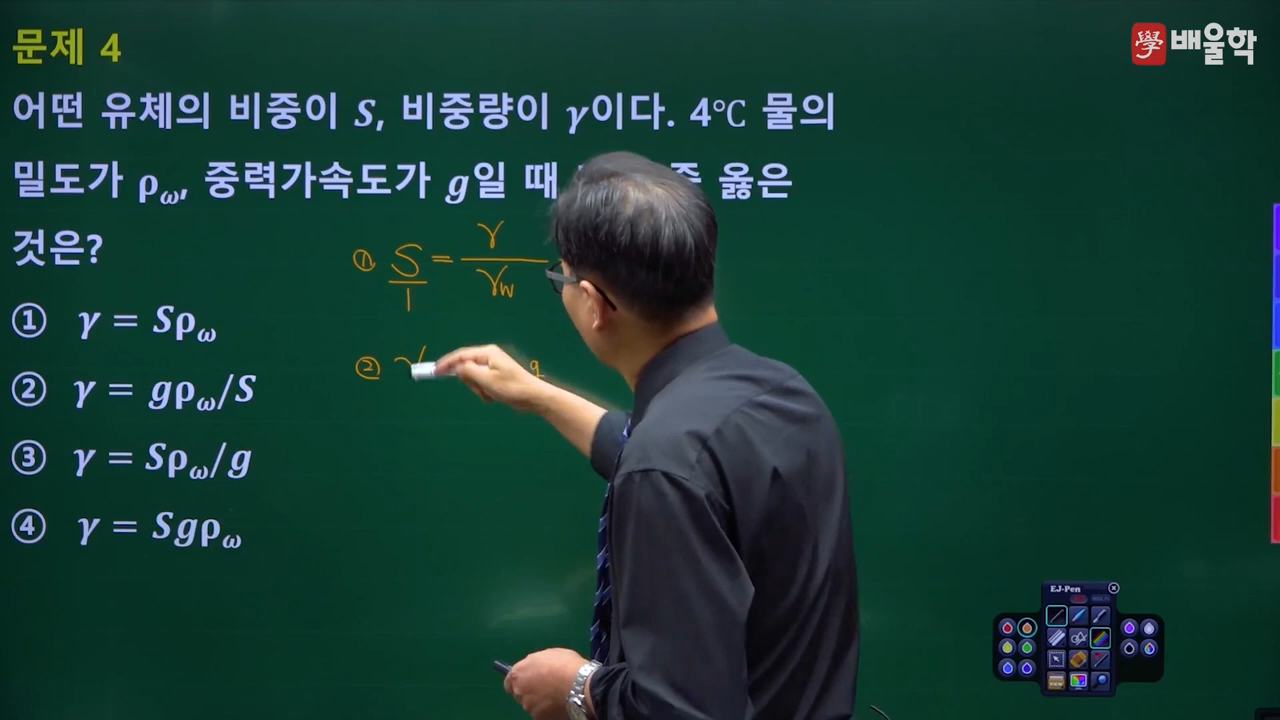 문제 4
學 배울학
어떤 유체의 비중이 S, 비중량이 γ이다. 4℃ 물의
밀도가 ρω, 중력가속도가 g일 때 옳은
것은?
① S/1 = γ/γw
① γ = Sρω
② g
② γ = gρω/S
③ γ = Sρω/g
④ γ = Sgρω
EJ-Pen